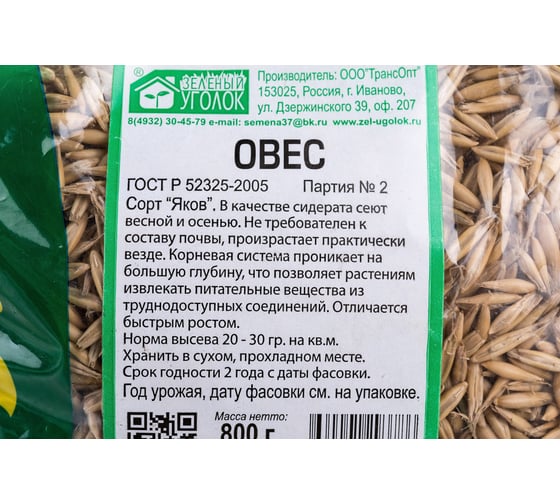 ЗЕЛЕНЫЙ
УГОЛОК
Производитель: ООО"ТрансОпт"
153025, Россия, г. Иваново,
ул. Дзержинского 39, оф. 207
8(4932) 30-45-79 e-mail: semena37@bk.ru www.zel-ugolok.ru
ОВЕС
ГОСТ Р 52325-2005 Партия № 2
Сорт "Яков". В качестве сидерата сеют
весной и осенью. Не требователен к
составу почвы, произрастает практически
везде. Корневая система проникает на
большую глубину, что позволяет растениям
извлекать питательные вещества из
труднодоступных соединений. Отличается
быстрым ростом.
Норма высева 20 - 30 гр. на кв.м.
Хранить в сухом, прохладном месте.
Срок годности 2 года с даты фасовки.
Год урожая, дату фасовки см. на упаковке.
Масса нетто:
800 г.